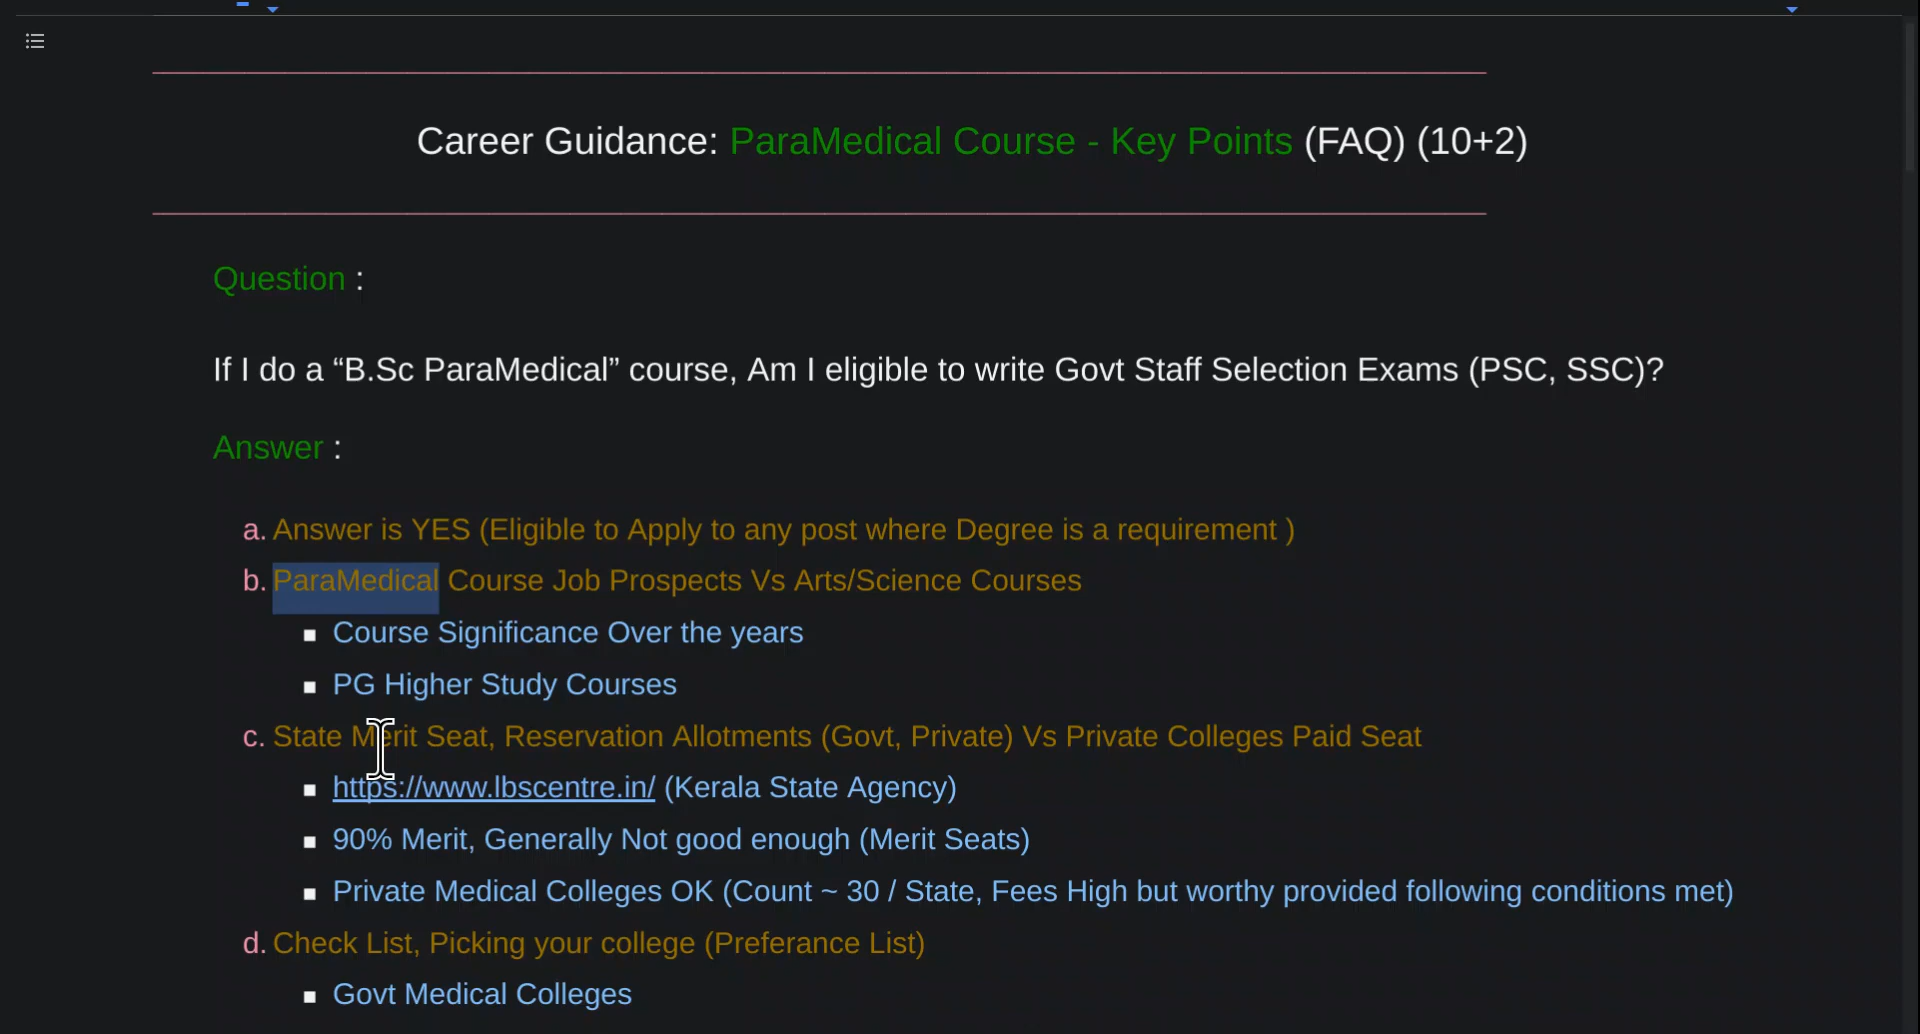 Career Guidance: ParaMedical Course - Key Points (FAQ) (10+2)
Question :
If I do a “B.Sc ParaMedical” course, Am I eligible to write Govt Staff Selection Exams (PSC, SSC)?
Answer :
a. Answer is YES (Eligible to Apply to any post where Degree is a requirement )
b. ParaMedical Course Job Prospects Vs Arts/Science Courses
▪ Course Significance Over the years
▪ PG Higher Study Courses
c. State Merit Seat, Reservation Allotments (Govt, Private) Vs Private Colleges Paid Seat
▪ https://www.lbscentre.in/ (Kerala State Agency)
▪ 90% Merit, Generally Not good enough (Merit Seats)
▪ Private Medical Colleges OK (Count ~ 30 / State, Fees High but worthy provided following conditions met)
d. Check List, Picking your college (Preferance List)
▪ Govt Medical Colleges